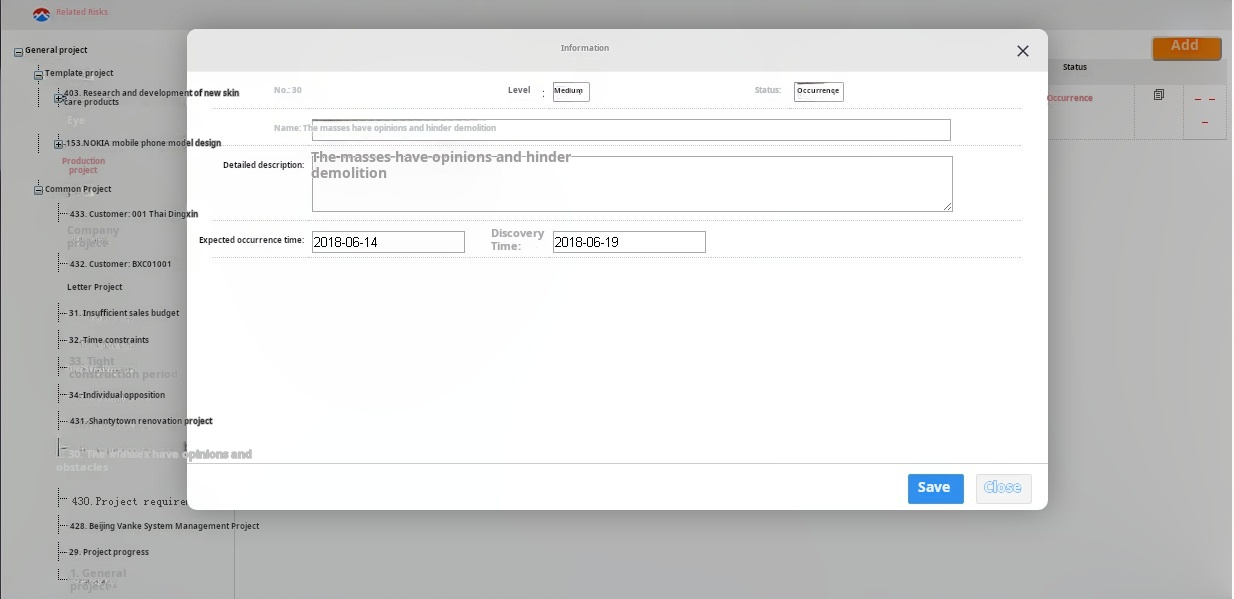 Related Risks
General project
Template project
403. Research and development of new skin
care products
Eye
153.NOKIA mobile phone model design
Production
project
Common Project
433. Customer: 001 Thai Dingxin
Company
project
432. Customer: BXC01001
Letter Project
31. Insufficient sales budget
32. Time constraints
33. Tight
construction period
34. Individual opposition
431. Shantytown renovation project
30. The masses have opinions and
obstacles
430.Project require
428. Beijing Vanke System Management Project
29. Project progress
1. General
project
Information
No.: 30
Level :
Medium
Status:
Occurrence
Name: The masses have opinions and hinder demolition
Detailed description:
The masses have opinions and hinder
demolition
Expected occurrence time:
2018-06-14
Discovery
Time:
2018-06-19
Save
Close
Add
Status
Occurrence